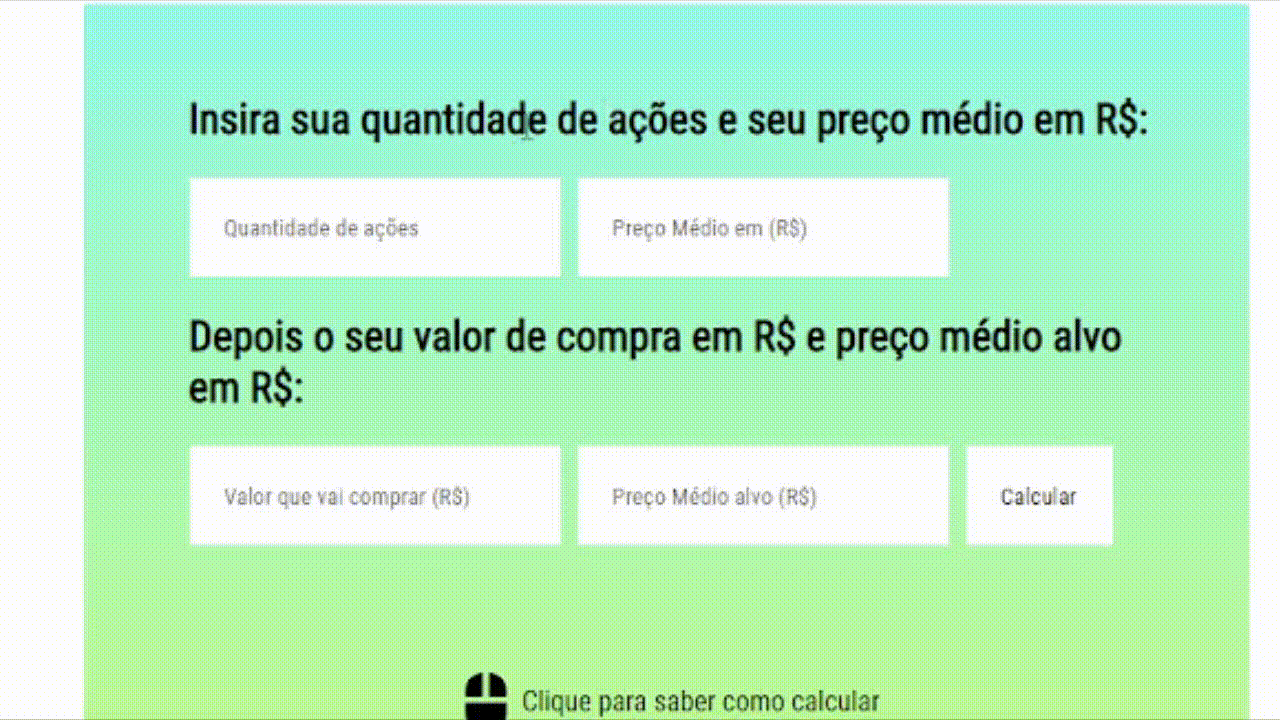 Insira sua quantidade de ações e seu preço médio em R$:
Quantidade de ações
Preço Médio em (R$)
Depois o seu valor de compra em R$ e preço médio alvo
em R$:
Valor que vai comprar (R$)
Preço Médio alvo (R$)
Calcular
Clique para saber como calcular